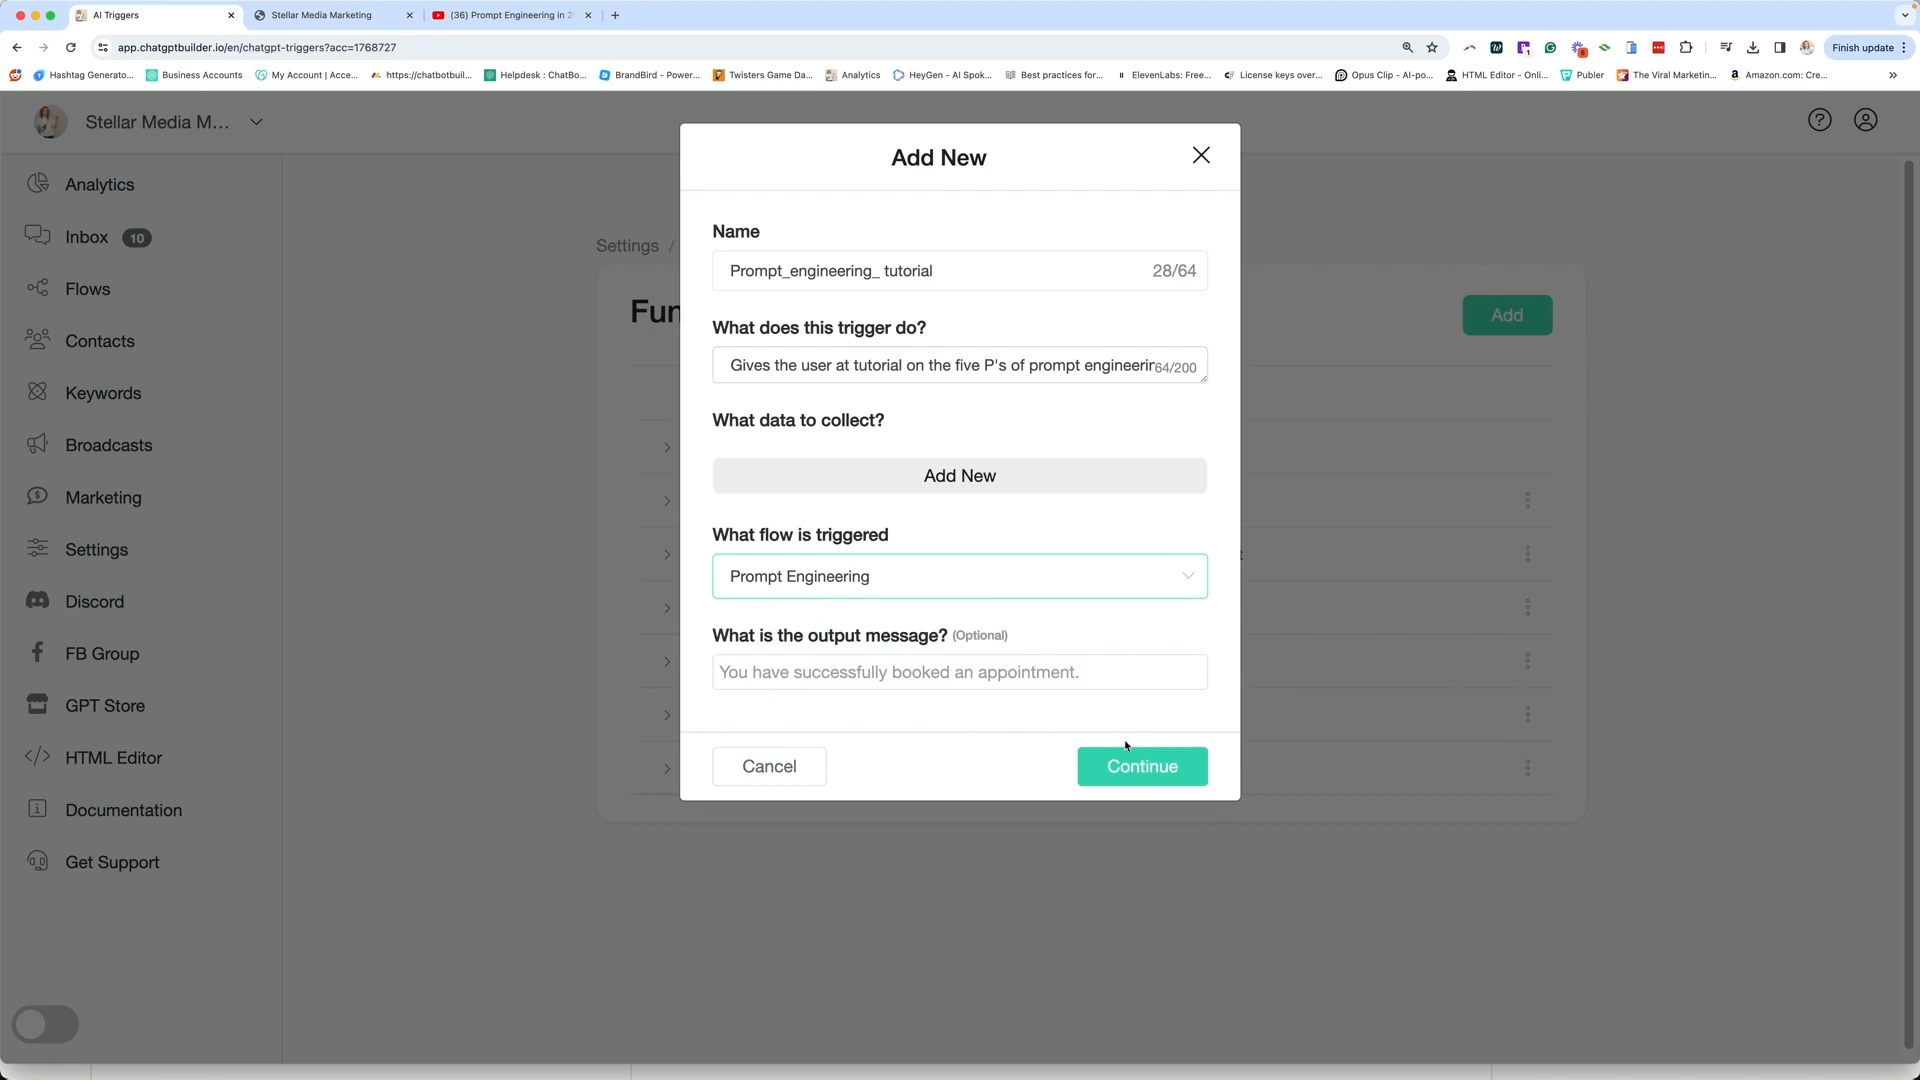 AI Triggers
Stellar Media Marketing
(36) Prompt Engineering in 2
app.chatgptbuilder.io/en/chatgpt-triggers?acc=1768727
Finish update
Hashtag Generato...
Business Accounts
My Account | Acce...
https://chatbotbuil...
Helpdesk : ChatBo...
BrandBird - Power...
Twisters Game Da...
Analytics
HeyGen - AI Spok...
Best practices for...
ElevenLabs: Free...
License keys over...
Opus Clip - AI-po...
HTML Editor - Onli...
Publer
The Viral Marketin...
Amazon.com: Cre...
Stellar Media M...
Analytics
Inbox 10
Flows
Contacts
Keywords
Broadcasts
Marketing
Settings
Discord
FB Group
GPT Store
HTML Editor
Documentation
Get Support
Settings /
Fun
Add
Add New
Name
Prompt_engineering_ tutorial 28/64
What does this trigger do?
Gives the user at tutorial on the five P's of prompt engineerin 64/200
What data to collect?
Add New
What flow is triggered
Prompt Engineering
What is the output message? (Optional)
You have successfully booked an appointment.
Cancel
Continue